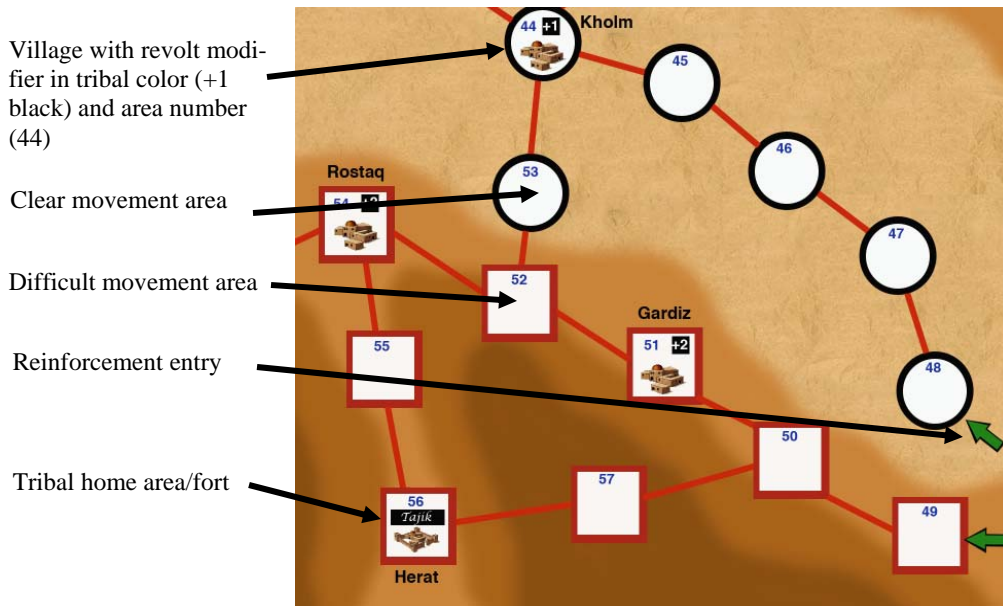 Village with revolt modi-
fier in tribal color (+1
black) and area number
(44)
Clear movement area
Difficult movement area
Reinforcement entry
Tribal home area/fort
44 +1
Kholm
45
46
53
Rostaq
54 +2
47
52
Gardiz
51 +2
55
48
50
57
56
Tajik
49
Herat